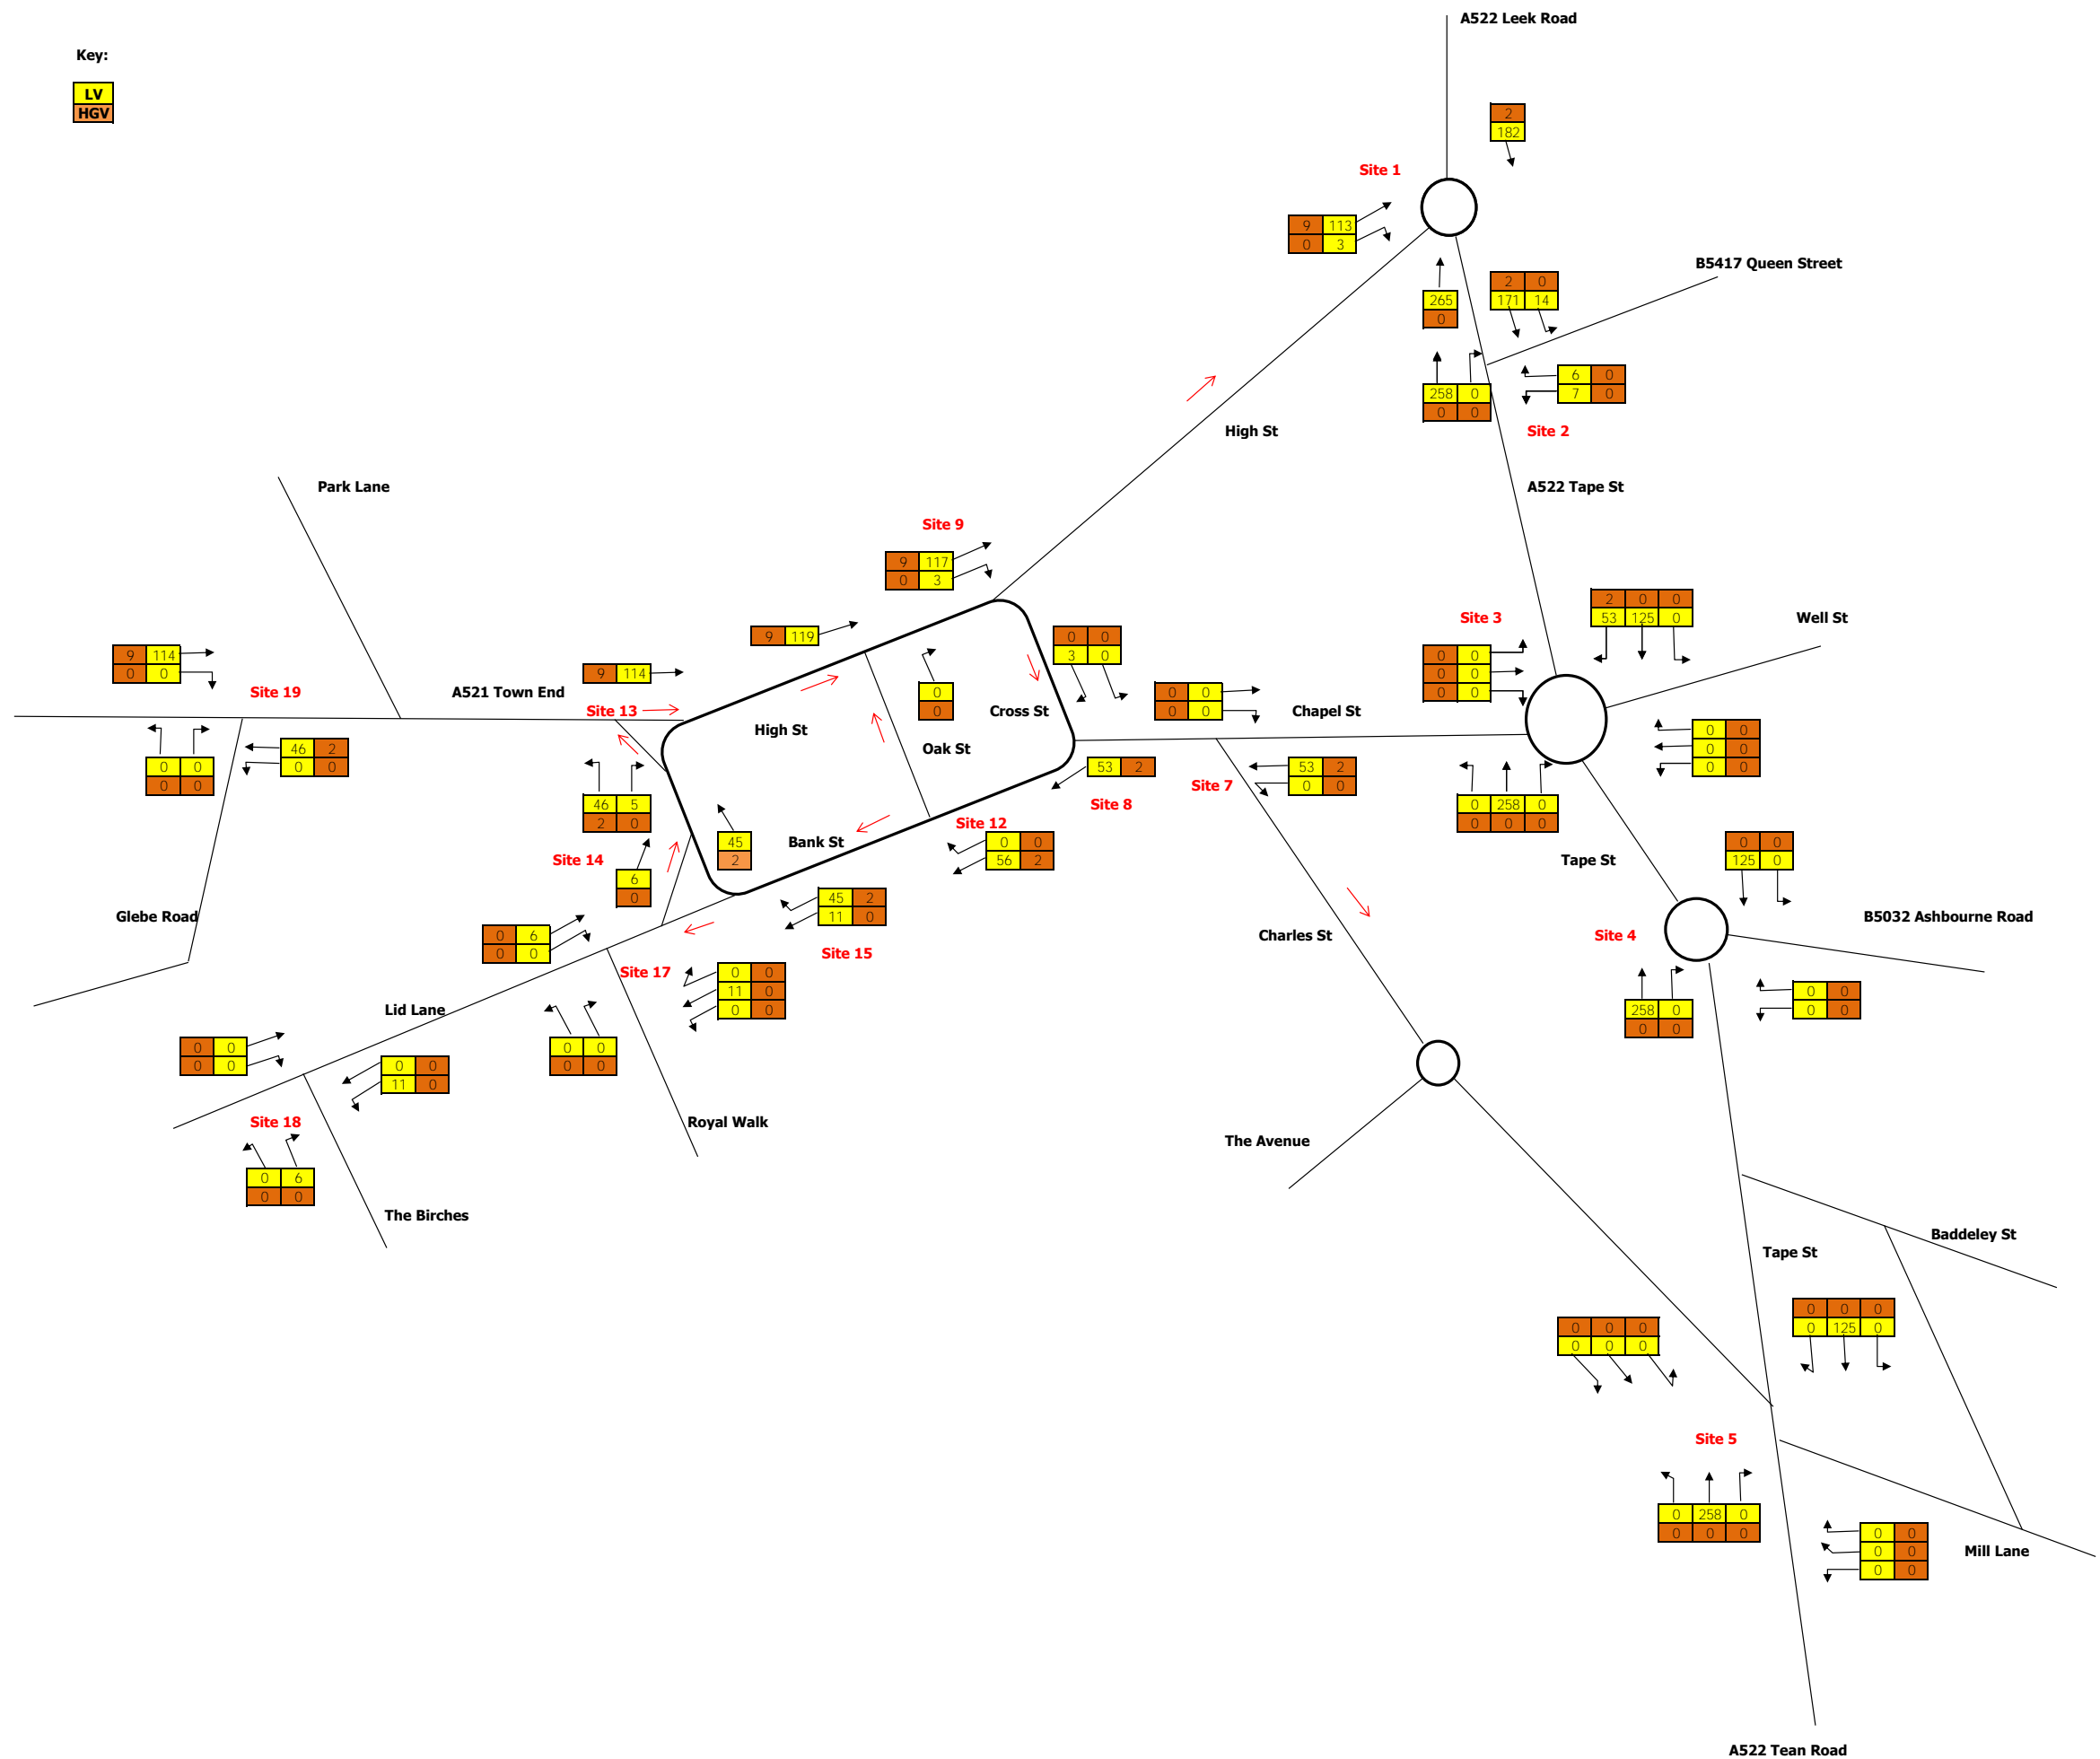 A522 Leek Road
Key:
LV
HGV
2
182
Site 1
9 113
0 3
B5417 Queen Street
265
0
2 0
171 14
258 0
0 0
6 0
7 0
Site 2
High St
A522 Tape St
Park Lane
Site 9
9 117
0 3
2 0 0
53 125 0
Site 3
Well St
9 119
0 0
3 0
0 0
0 0
0 0
9 114
0 0
9 114
Site 19
A521 Town End
0
0
0 0
0 0
Site 13
Cross St
Chapel St
High St
Oak St
0 0
0 0
0 0
46 2
0 0
0 0
0 0
53 2
53 2
0 0
Site 7
46 5
2 0
Site 8
0 258 0
0 0 0
Site 12
45
2
Bank St
0 0
56 2
Site 14
Tape St
0 0
125 0
6
0
45 2
11 0
Glebe Road
B5032 Ashbourne Road
0 6
0 0
Charles St
Site 4
Site 15
Site 17
0 0
11 0
0 0
Lid Lane
258 0
0 0
0 0
0 0
0 0
0 0
0 0
0 0
0 0
11 0
Site 18
Royal Walk
The Avenue
0 6
0 0
The Birches
Baddeley St
Tape St
0 0 0
0 125 0
0 0 0
0 0 0
Site 5
0 258 0
0 0 0
0 0
0 0
0 0
Mill Lane
A522 Tean Road